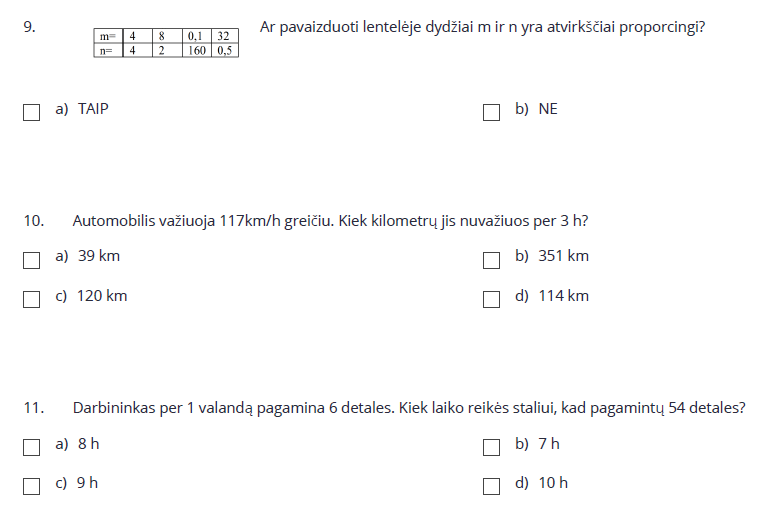 9. Ar pavaizduoti lentelėje dydžiai m ir n yra atvirkščiai proporcingi?
m= 4 8 0,1 32
n= 4 2 160 0,5
a) TAIP b) NE
10. Automobilis važiuoja 117km/h greičiu. Kiek kilometrų jis nuvažiuos per 3 h?
a) 39 km b) 351 km
c) 120 km d) 114 km
11. Darbininkas per 1 valandą pagamina 6 detales. Kiek laiko reikės staliui, kad pagamintų 54 detales?
a) 8 h b) 7 h
c) 9 h d) 10 h